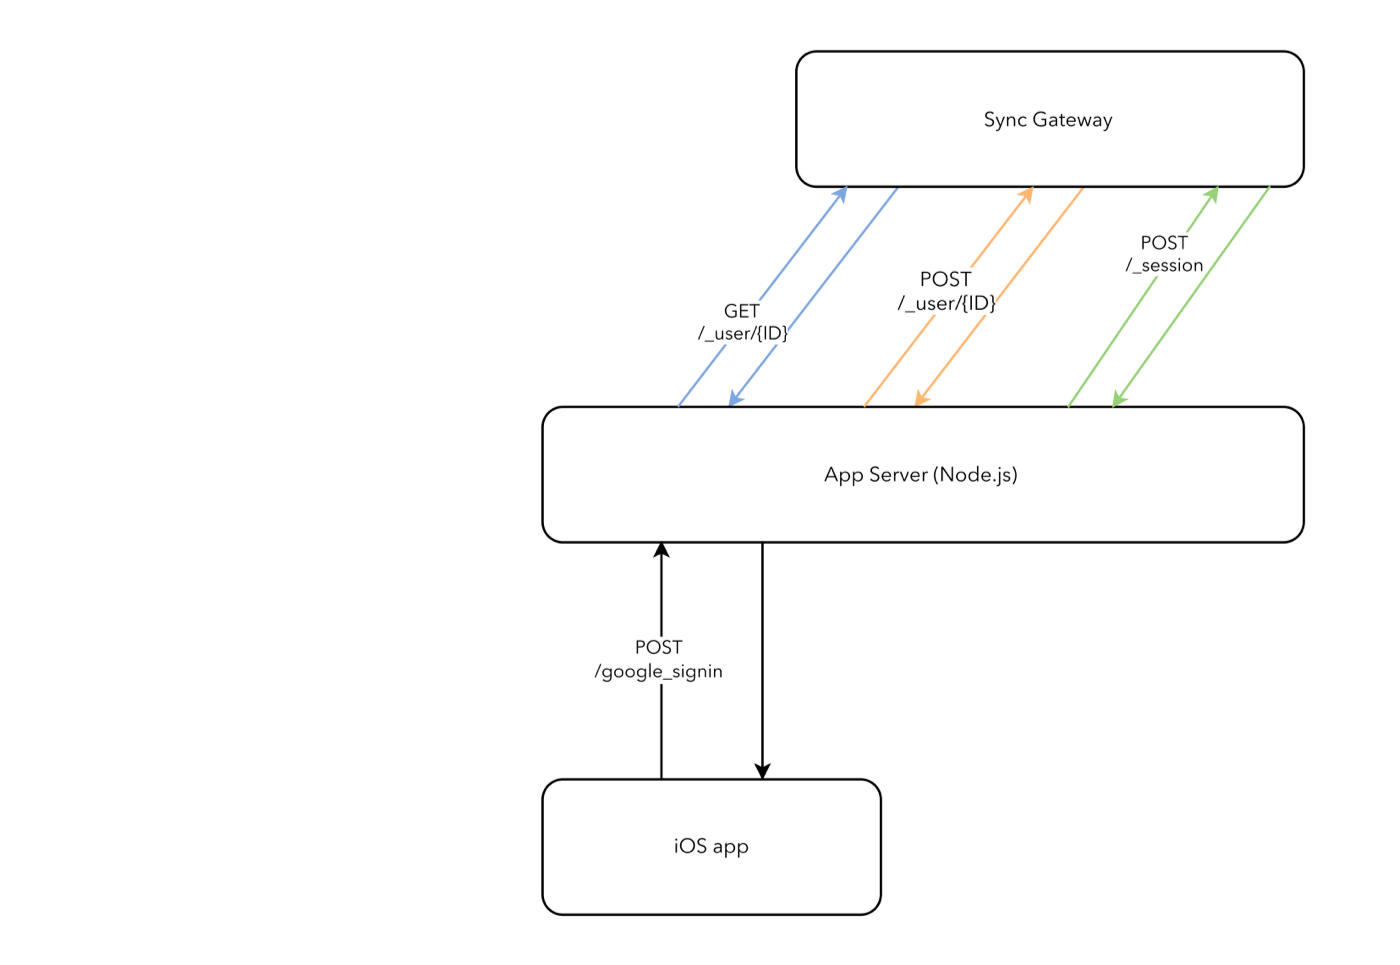 Sync Gateway
POST
/_session
POST
/_user/{ID}
GET
/_user/{ID}
App Server (Node.js)
POST
/google_signin
iOS app